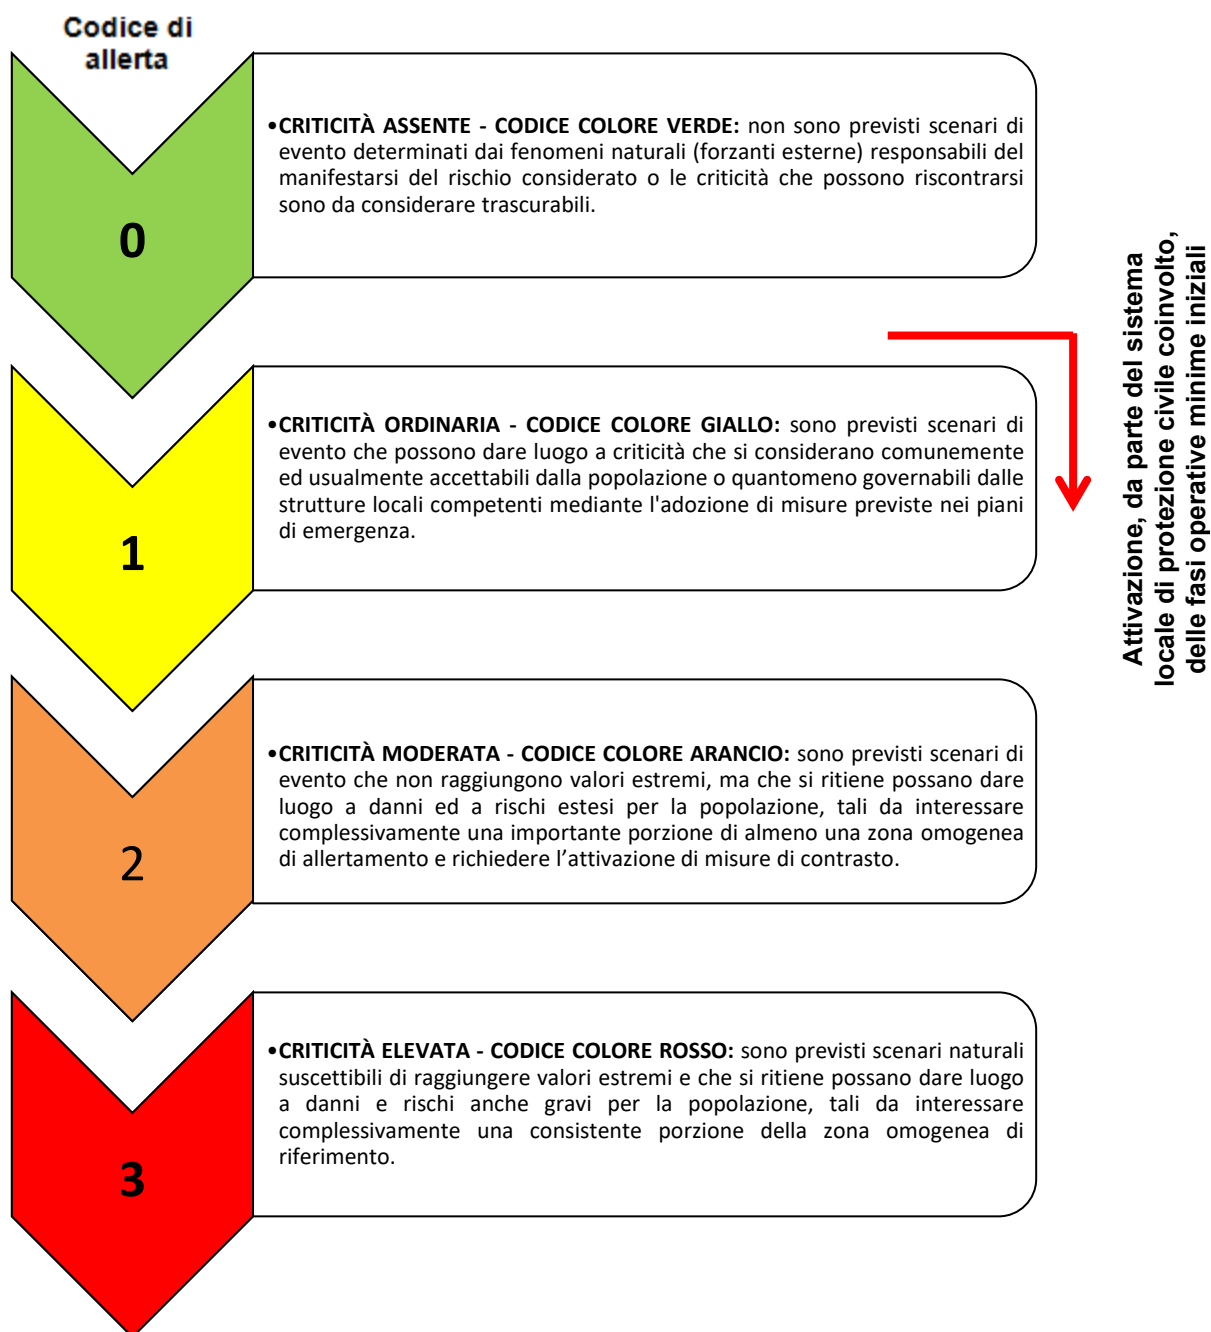 Codice di
allerta
0
•CRITICITÀ ASSENTE - CODICE COLORE VERDE: non sono previsti scenari di
evento determinati dai fenomeni naturali (forzanti esterne) responsabili del
manifestarsi del rischio considerato o le criticità che possono riscontrarsi
sono da considerare trascurabili.
1
•CRITICITÀ ORDINARIA - CODICE COLORE GIALLO: sono previsti scenari di
evento che possono dare luogo a criticità che si considerano comunemente
ed usualmente accettabili dalla popolazione o quantomeno governabili dalle
strutture locali competenti mediante l'adozione di misure previste nei piani
di emergenza.
Attivazione, da parte del sistema
locale di protezione civile coinvolto,
delle fasi operative minime iniziali
2
•CRITICITÀ MODERATA - CODICE COLORE ARANCIO: sono previsti scenari di
evento che non raggiungono valori estremi, ma che si ritiene possano dare
luogo a danni ed a rischi estesi per la popolazione, tali da interessare
complessivamente una importante porzione di almeno una zona omogenea
di allertamento e richiedere l’attivazione di misure di contrasto.
3
•CRITICITÀ ELEVATA - CODICE COLORE ROSSO: sono previsti scenari naturali
suscettibili di raggiungere valori estremi e che si ritiene possano dare luogo
a danni e rischi anche gravi per la popolazione, tali da interessare
complessivamente una consistente porzione della zona omogenea di
riferimento.